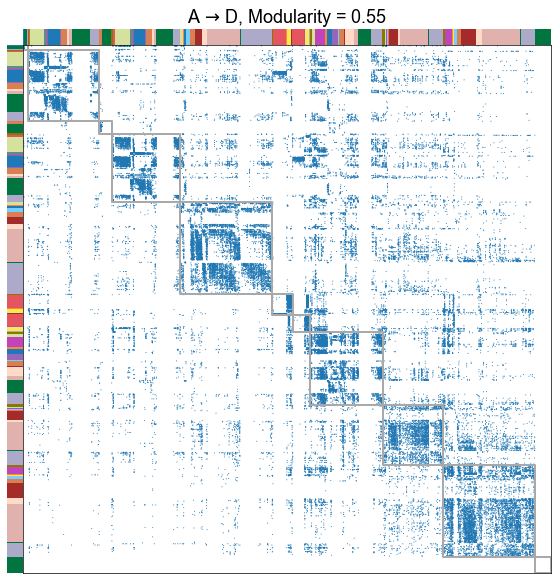 A → D, Modularity = 0.55